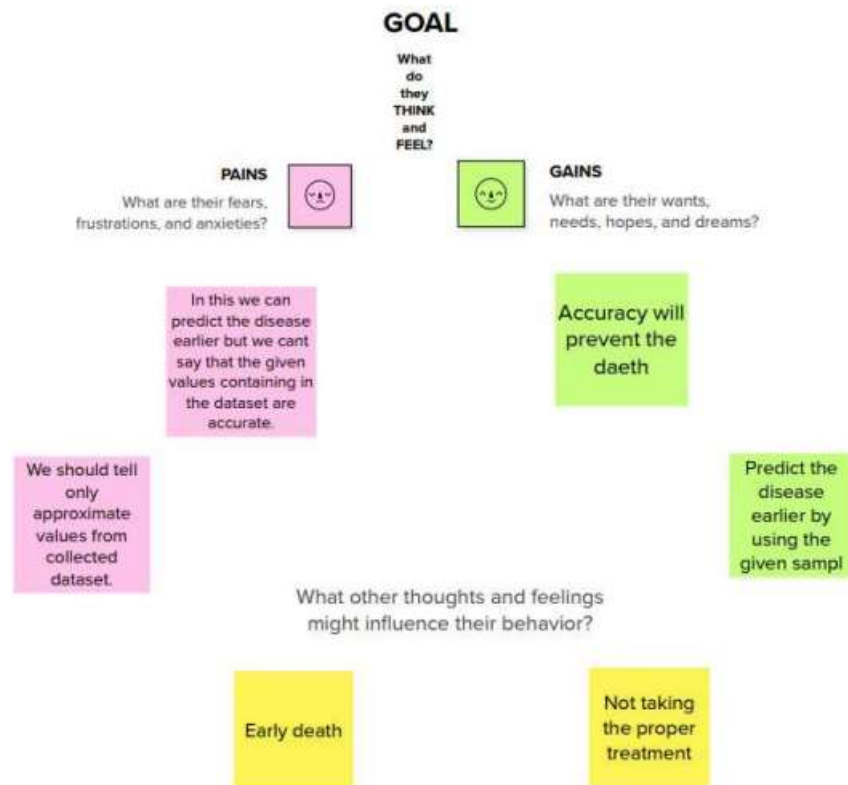 GOAL
What
do
they
THINK
and
FEEL?
PAINS
What are their fears,
frustrations, and anxieties?
GAINS
What are their wants,
needs, hopes, and dreams?
In this we can
predict the disease
earlier but we cant
say that the given
values containing in
the dataset are
accurate.
Accuracy will
prevent the
daeth
We should tell
only
approximate
values from
collected
dataset.
Predict the
disease
earlier by
using the
given sampl
What other thoughts and feelings
might influence their behavior?
Early death
Not taking
the proper
treatment